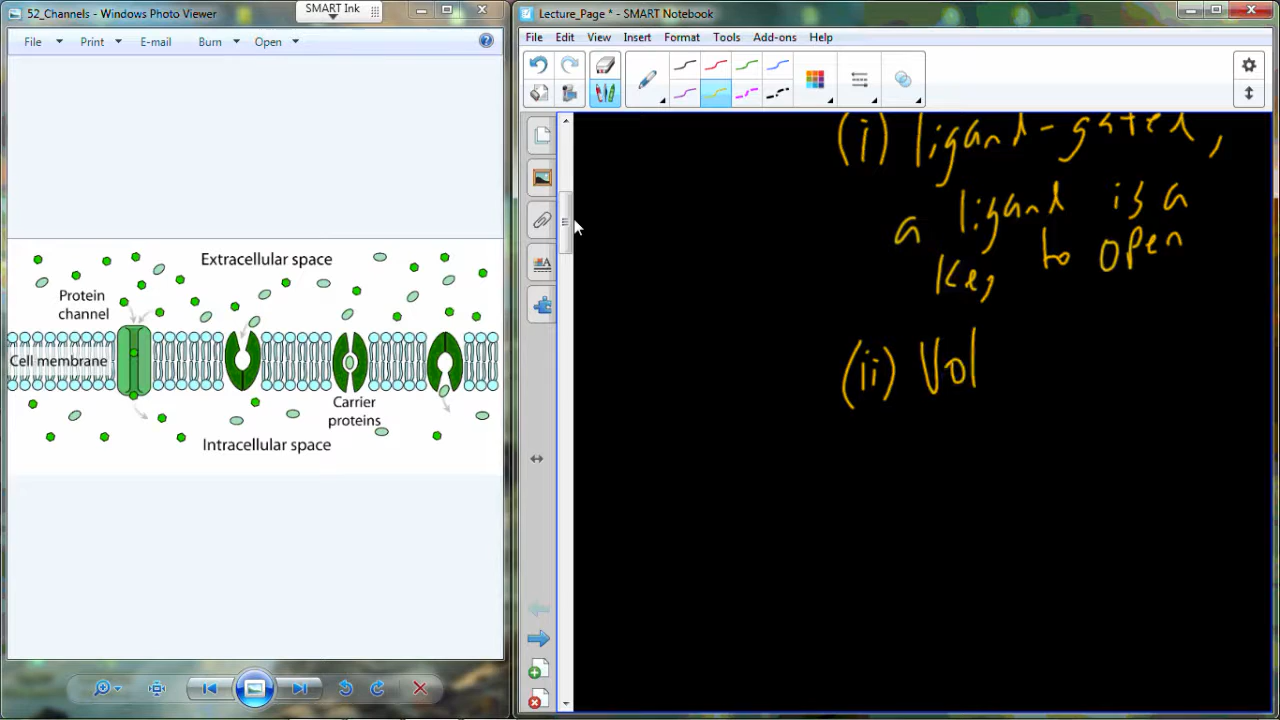 52_Channels - Windows Photo Viewer
SMART Ink
File Print E-mail Burn Open
Extracellular space
Protein
channel
Cell membrane
Carrier
proteins
Intracellular space
Lecture_Page * - SMART Notebook
File Edit View Insert Format Tools Add-ons Help
(i) ligand-gated,
a ligand is a
Key to open
(ii) Vol